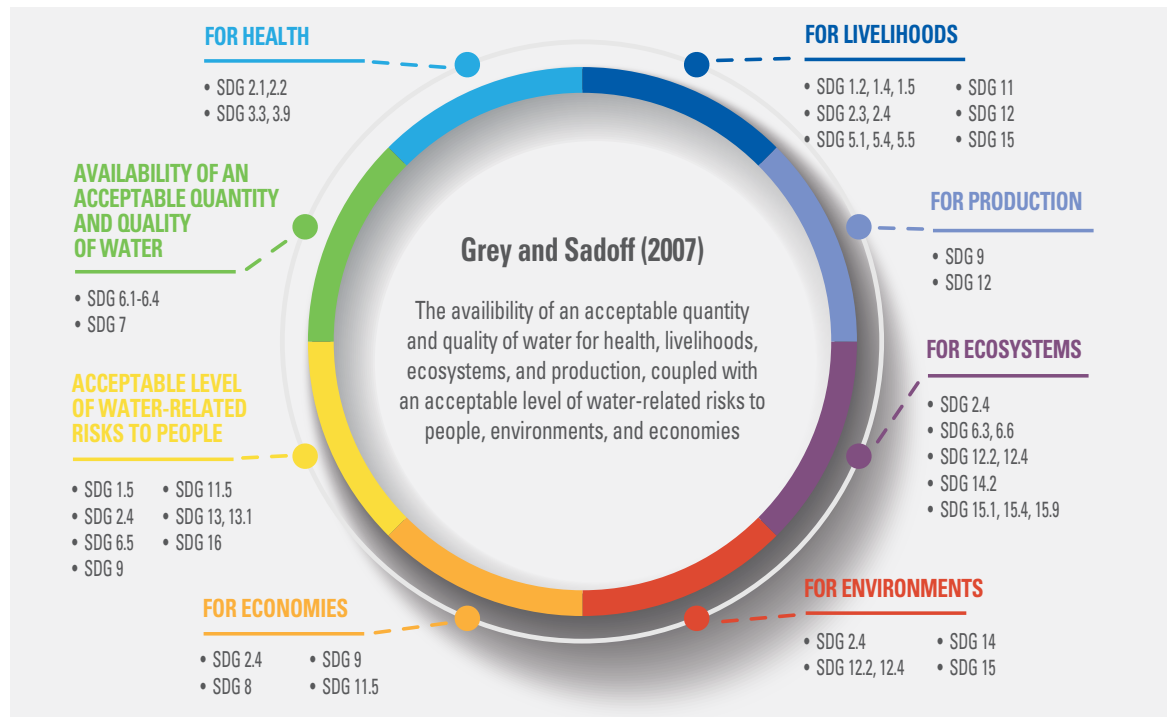 FOR HEALTH
• SDG 2.1,2.2
• SDG 3.3, 3.9
FOR LIVELIHOODS
• SDG 1.2, 1.4, 1.5
• SDG 2.3, 2.4
• SDG 5.1, 5.4, 5.5
• SDG 11
• SDG 12
• SDG 15
AVAILABILITY OF AN
ACCEPTABLE QUANTITY
AND QUALITY
OF WATER
• SDG 6.1-6.4
• SDG 7
FOR PRODUCTION
• SDG 9
• SDG 12
Grey and Sadoff (2007)
The availibility of an acceptable quantity
and quality of water for health, livelihoods,
ecosystems, and production, coupled with
an acceptable level of water-related risks to
people, environments, and economies
ACCEPTABLE LEVEL
OF WATER-RELATED
RISKS TO PEOPLE
• SDG 1.5
• SDG 2.4
• SDG 6.5
• SDG 9
• SDG 11.5
• SDG 13, 13.1
• SDG 16
FOR ECOSYSTEMS
• SDG 2.4
• SDG 6.3, 6.6
• SDG 12.2, 12.4
• SDG 14.2
• SDG 15.1, 15.4, 15.9
FOR ECONOMIES
• SDG 2.4
• SDG 8
• SDG 9
• SDG 11.5
FOR ENVIRONMENTS
• SDG 2.4
• SDG 12.2, 12.4
• SDG 14
• SDG 15